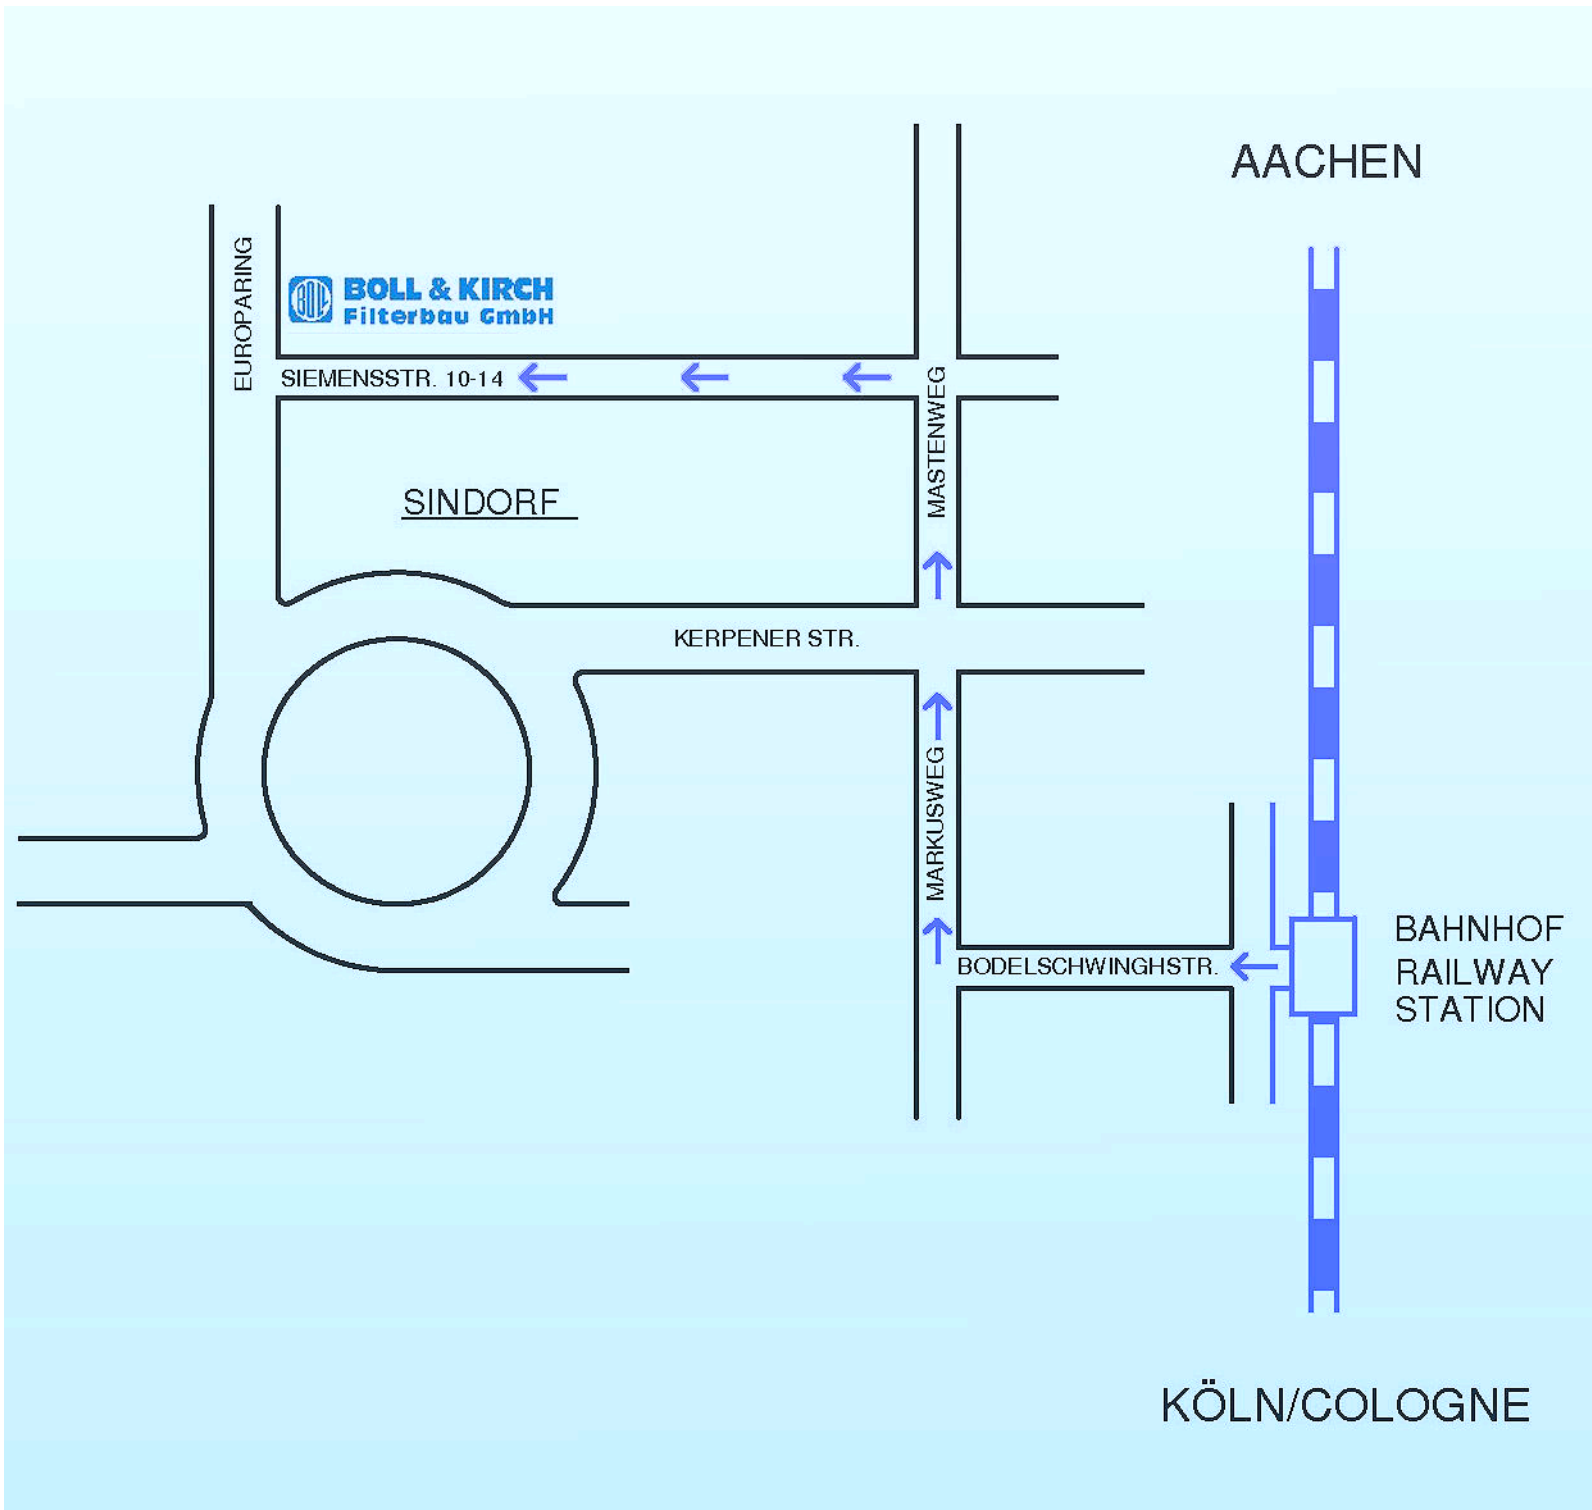 AACHEN
EUROPARING
BOLL
BOLL & KIRCH
Filterbau GmbH
SIEMENSSTR. 10-14
MASTENWEG
SINDORF
KERPENER STR.
MARKUSWEG
BODELSCHWINGHSTR.
BAHNHOF
RAILWAY
STATION
KÖLN/COLOGNE